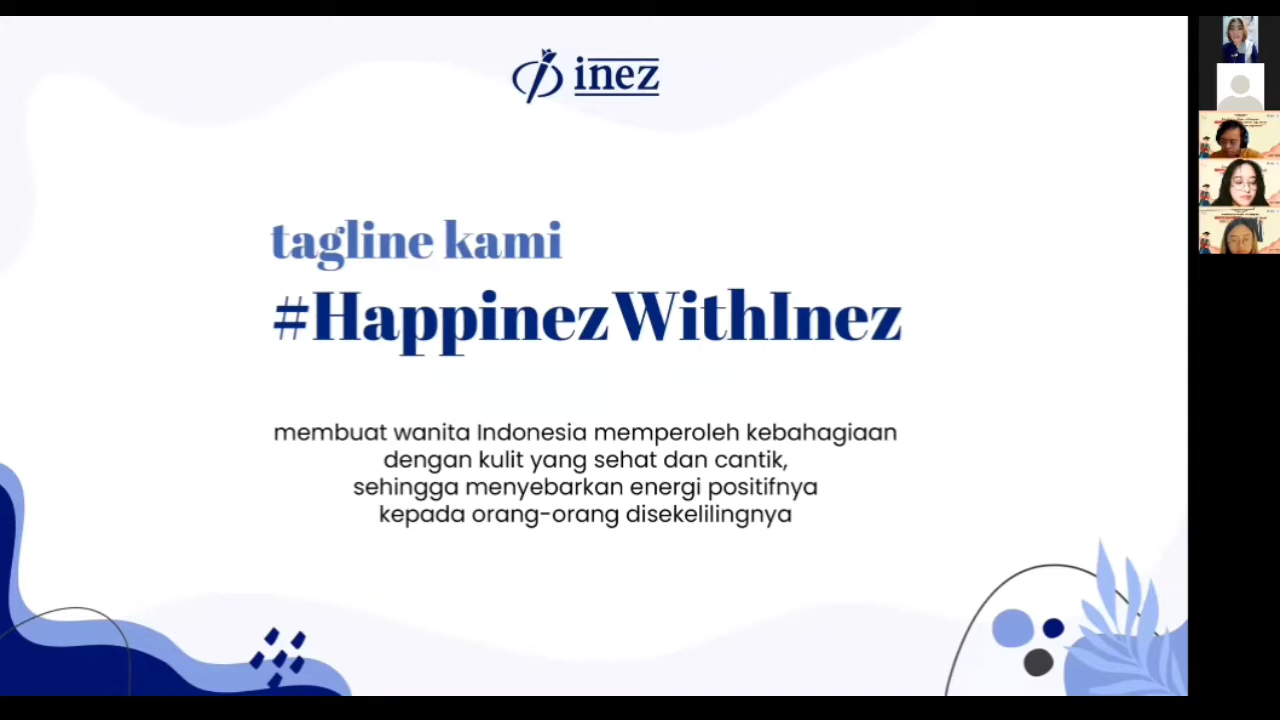 inez
tagline kami
#HappinezWithInez
membuat wanita Indonesia memperoleh kebahagiaan
dengan kulit yang sehat dan cantik,
sehingga menyebarkan energi positifnya
kepada orang-orang disekelilingnya